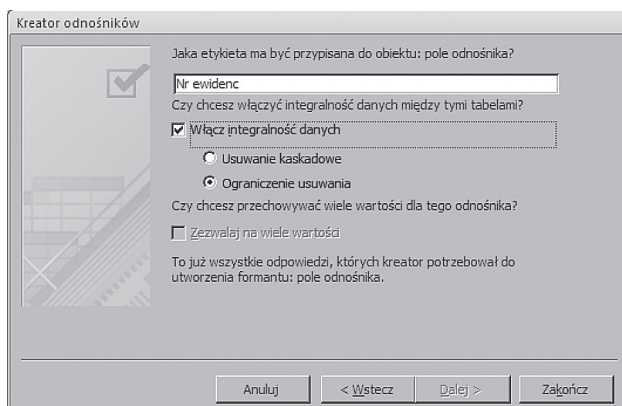 Kreator odnośników
Jaka etykieta ma być przypisana do obiektu: pole odnośnika?
Nr ewidenc
Czy chcesz włączyć integralność danych między tymi tabelami?
Włącz integralność danych
Usuwanie kaskadowe
Ograniczenie usuwania
Czy chcesz przechowywać wiele wartości dla tego odnośnika?
Zezwalaj na wiele wartości
To już wszystkie odpowiedzi, których kreator potrzebował do
utworzenia formantu: pole odnośnika.
Anuluj < Wstecz Dalej > Zakończ